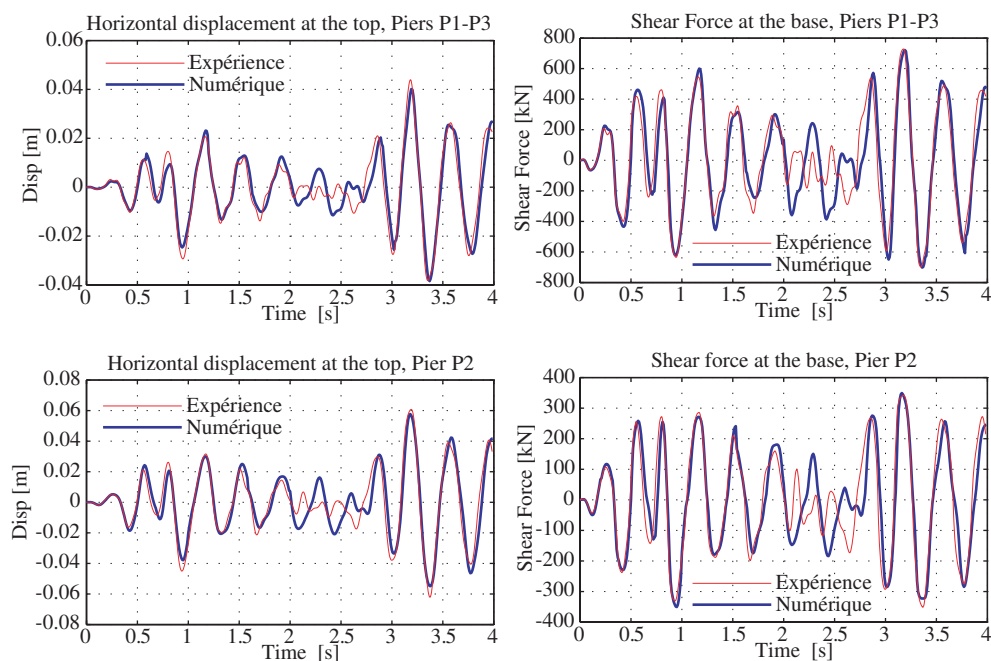 Horizontal displacement at the top, Piers P1-P3
0.06
0.04
0.02
0
-0.02
-0.04
Disp [m]
Expérience
Numérique
0 0.5 1 1.5 2 2.5 3 3.5 4
Time [s]
Shear Force at the base, Piers P1-P3
800
600
400
200
0
-200
-400
-600
-800
Shear Force [kN]
Expérience
Numérique
0 0.5 1 1.5 2 2.5 3 3.5 4
Time [s]
Horizontal displacement at the top, Pier P2
0.08
0.06
0.04
0.02
0
-0.02
-0.04
-0.06
-0.08
Disp [m]
Expérience
Numérique
0 0.5 1 1.5 2 2.5 3 3.5 4
Time [s]
Shear force at the base, Pier P2
400
300
200
100
0
-100
-200
-300
-400
Shear Force [kN]
Expérience
Numérique
0 0.5 1 1.5 2 2.5 3 3.5 4
Time [s]